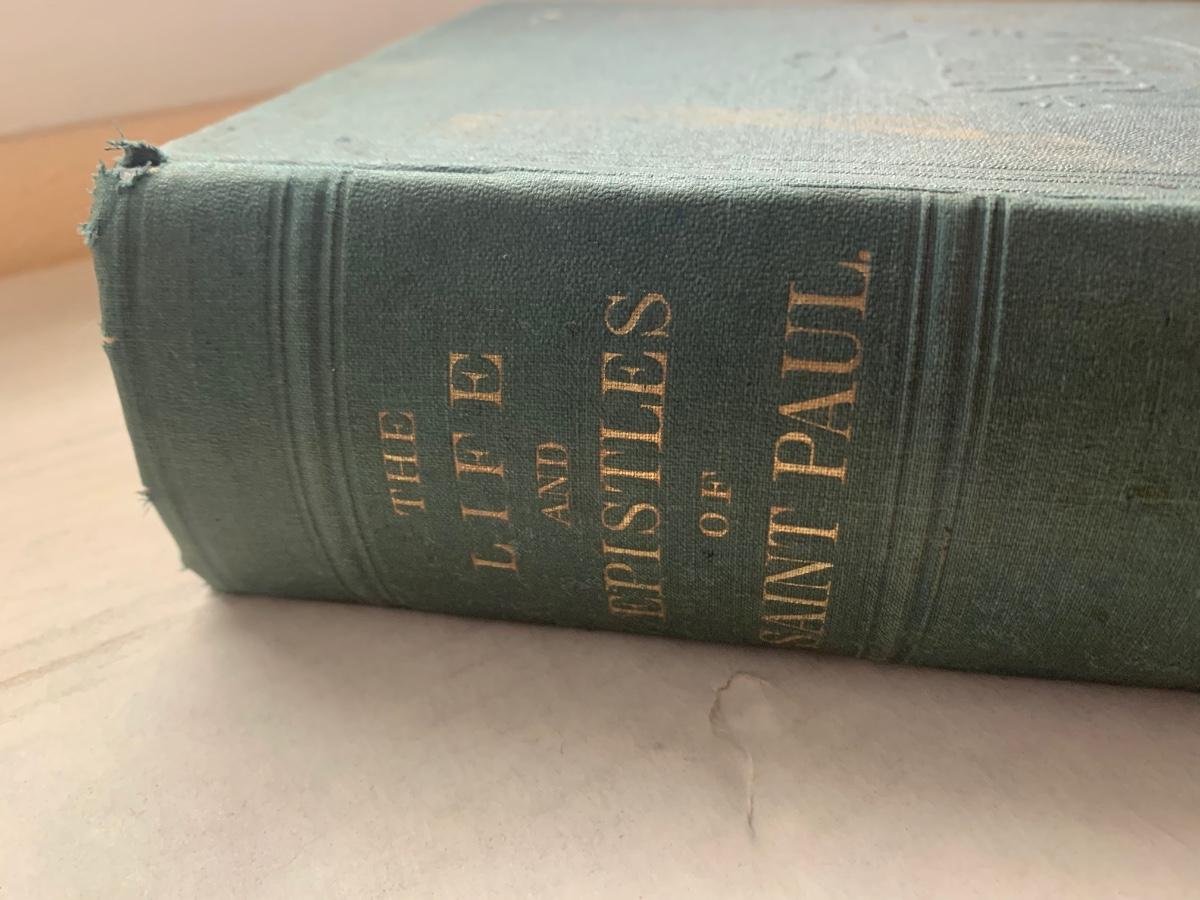 THE
LIFE
AND
EPISTLES
OF
SAINT PAUL.